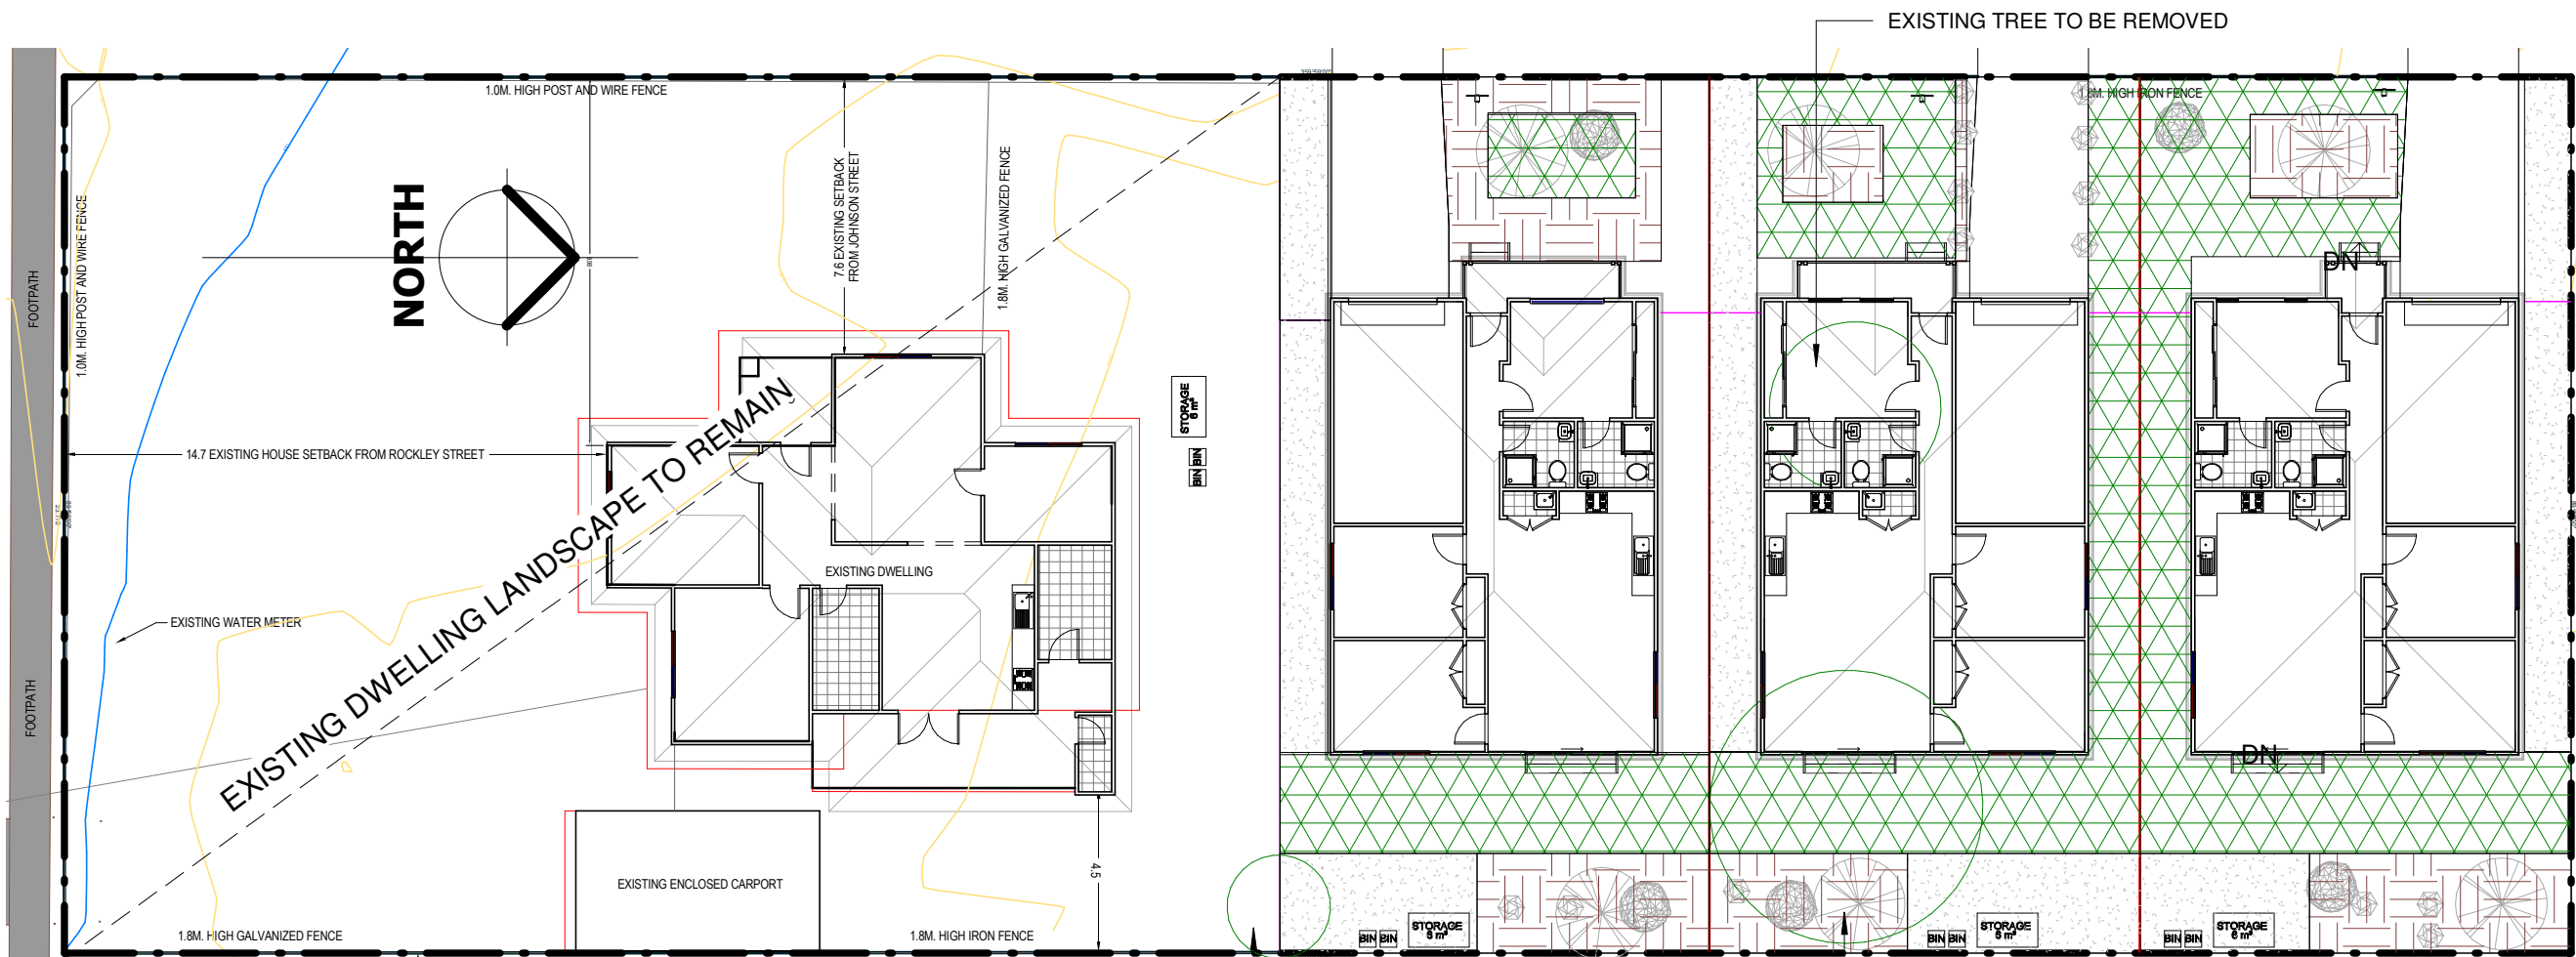 EXISTING TREE TO BE REMOVED
1.0M. HIGH POST AND WIRE FENCE
1.8M. HIGH IRON FENCE
1.0M. HIGH POST AND WIRE FENCE
NORTH
7.6 EXISTING SETBACK
FROM JOHNSON STREET
1.8M. HIGH GALVANIZED FENCE
FOOTPATH
DN
STORAGE
6 m³
BIN BIN
14.7 EXISTING HOUSE SETBACK FROM ROCKLEY STREET
EXISTING DWELLING LANDSCAPE TO REMAIN
EXISTING DWELLING
EXISTING WATER METER
FOOTPATH
DN
EXISTING ENCLOSED CARPORT
4.5
1.8M. HIGH GALVANIZED FENCE
1.8M. HIGH IRON FENCE
BIN BIN
STORAGE
BIN BIN
STORAGE
BIN BIN
STORAGE
6 m³